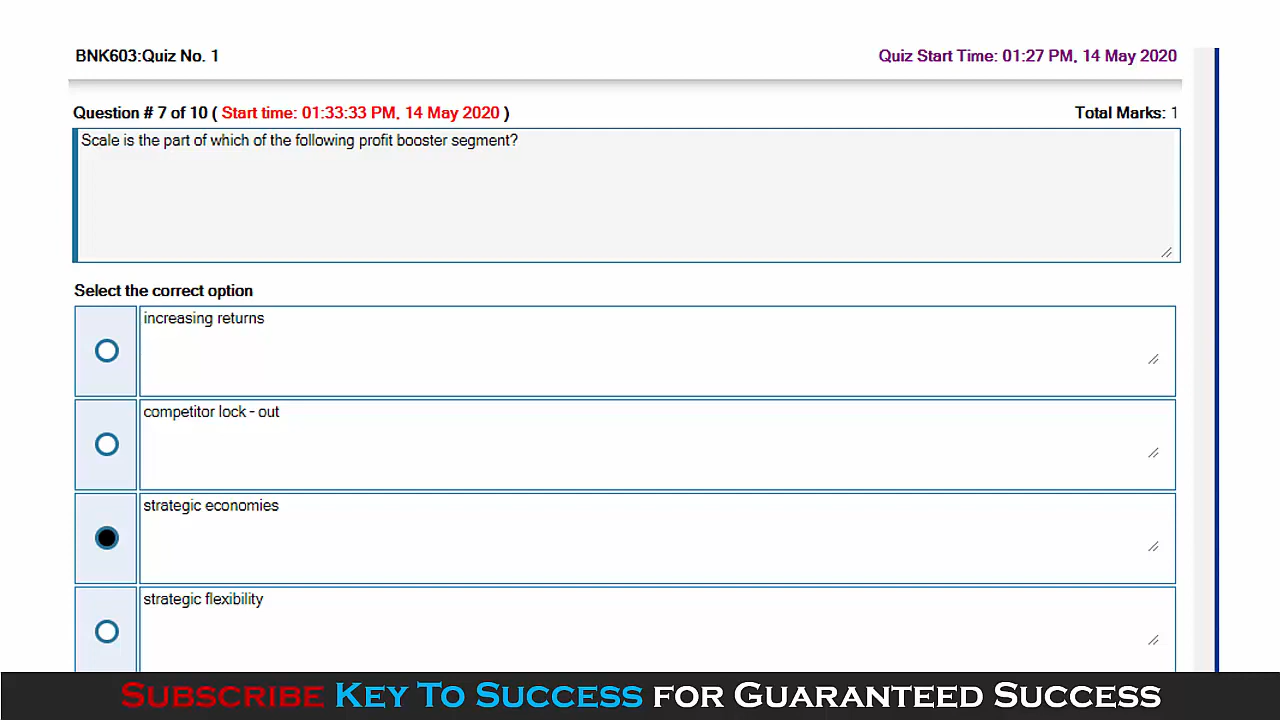 BNK603:Quiz No. 1
Quiz Start Time: 01:27 PM, 14 May 2020
Question # 7 of 10 ( Start time: 01:33:33 PM, 14 May 2020 )
Total Marks: 1
Scale is the part of which of the following profit booster segment?
Select the correct option
increasing returns
competitor lock - out
strategic economies
strategic flexibility
SUBSCRIBE KEY TO SUCCESS FOR GUARANTEED SUCCESS